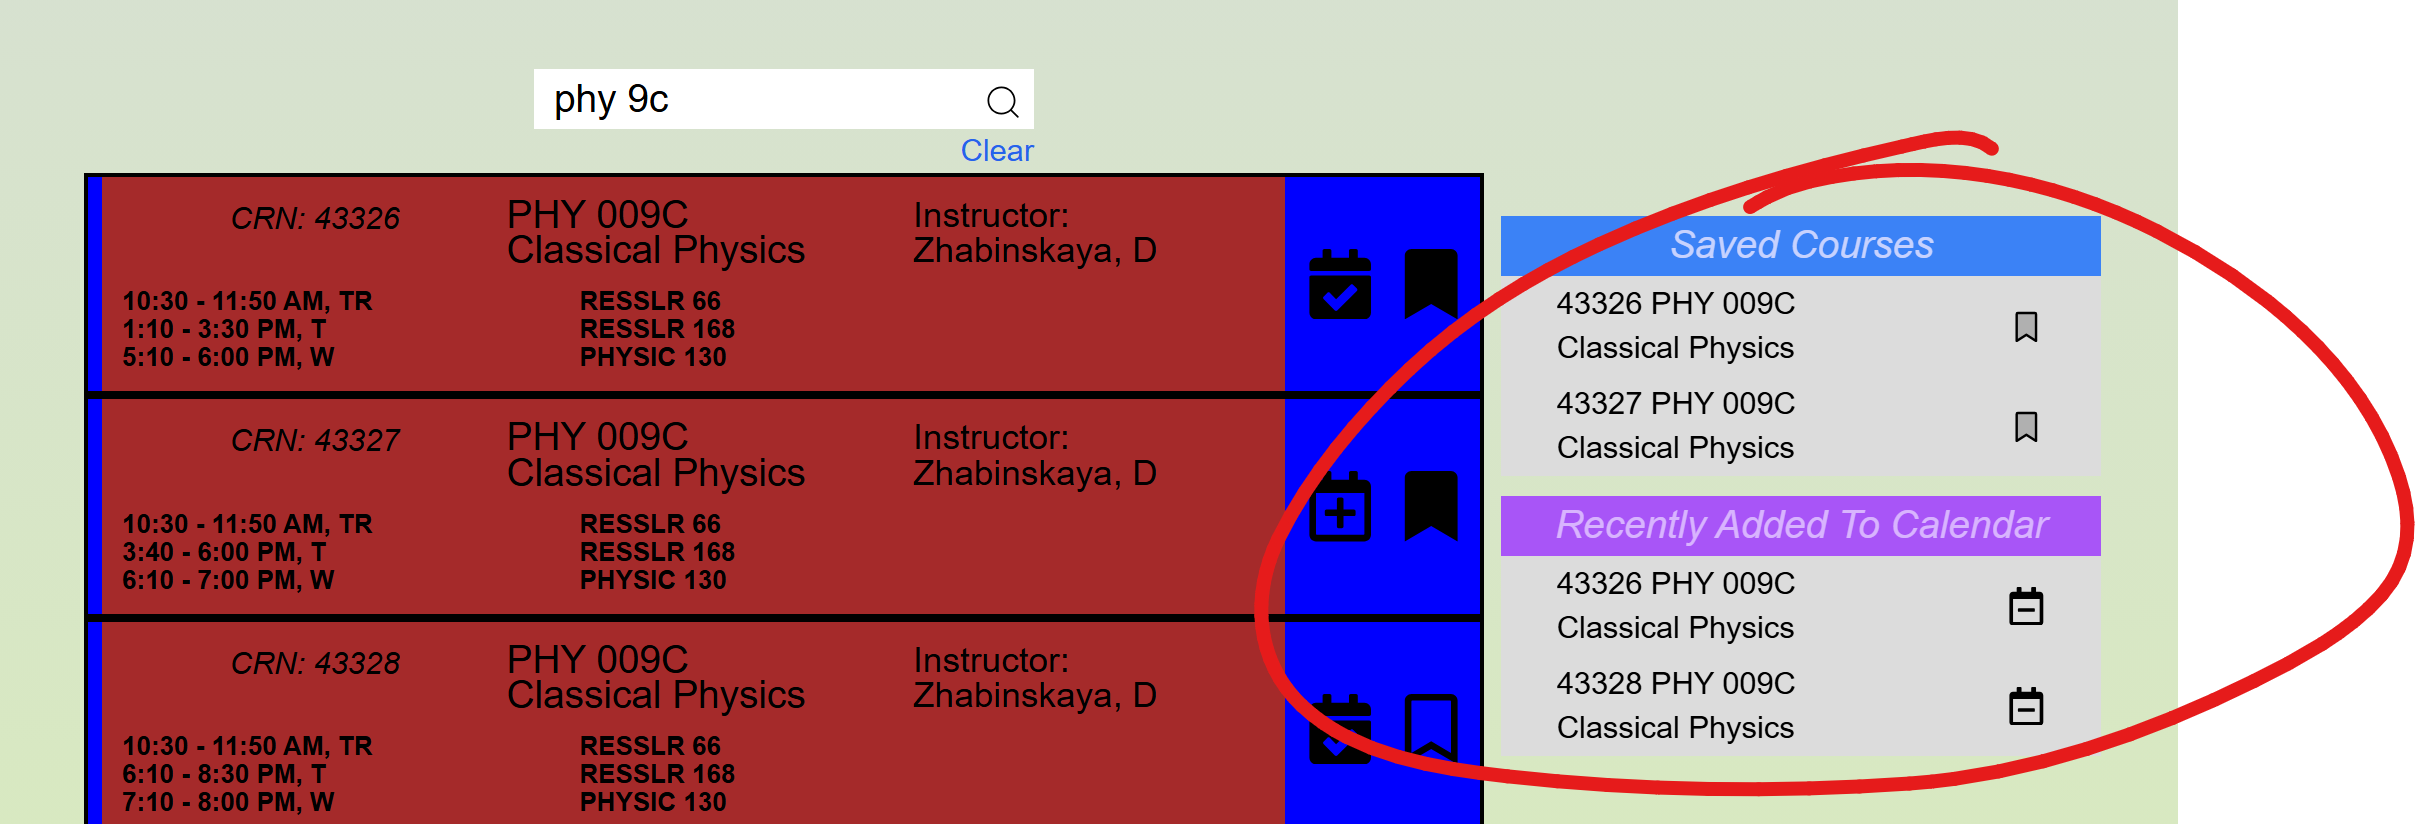 phy 9c
Clear
CRN: 43326
PHY 009C
Classical Physics
Instructor:
Zhabinskaya, D
10:30 - 11:50 AM, TR
RESSLR 66
1:10 - 3:30 PM, T
RESSLR 168
5:10 - 6:00 PM, W
PHYSIC 130
CRN: 43327
PHY 009C
Classical Physics
Instructor:
Zhabinskaya, D
10:30 - 11:50 AM, TR
RESSLR 66
3:40 - 6:00 PM, T
RESSLR 168
6:10 - 7:00 PM, W
PHYSIC 130
CRN: 43328
PHY 009C
Classical Physics
Instructor:
Zhabinskaya, D
10:30 - 11:50 AM, TR
RESSLR 66
6:10 - 8:30 PM, T
RESSLR 168
7:10 - 8:00 PM, W
PHYSIC 130
Saved Courses
43326 PHY 009C
Classical Physics
43327 PHY 009C
Classical Physics
Recently Added To Calendar
43326 PHY 009C
Classical Physics
43328 PHY 009C
Classical Physics